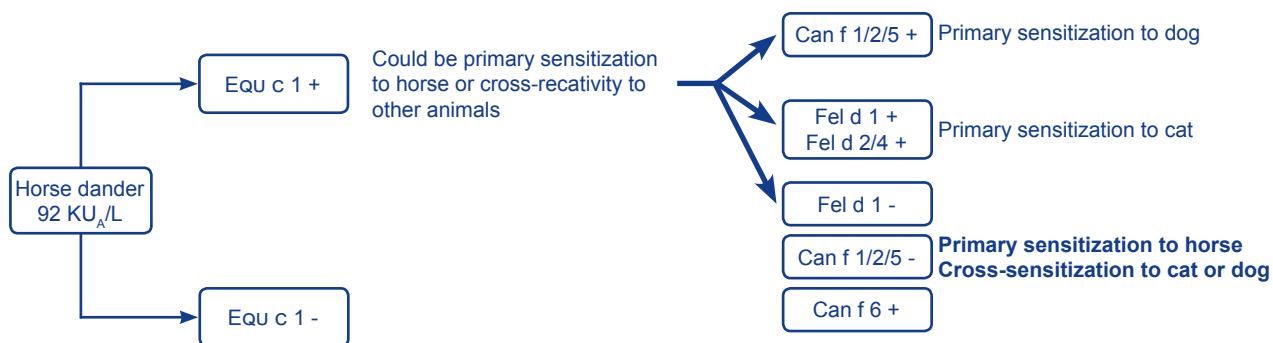 Horse dander
92 KU_A/L
EQU C 1 +
EQU C 1 -
Could be primary sensitization
to horse or cross-recativity to
other animals
Can f 1/2/5 +
Primary sensitization to dog
Fel d 1 +
Fel d 2/4 +
Primary sensitization to cat
Fel d 1 -
Can f 1/2/5 -
Can f 6 +
Primary sensitization to horse
Cross-sensitization to cat or dog